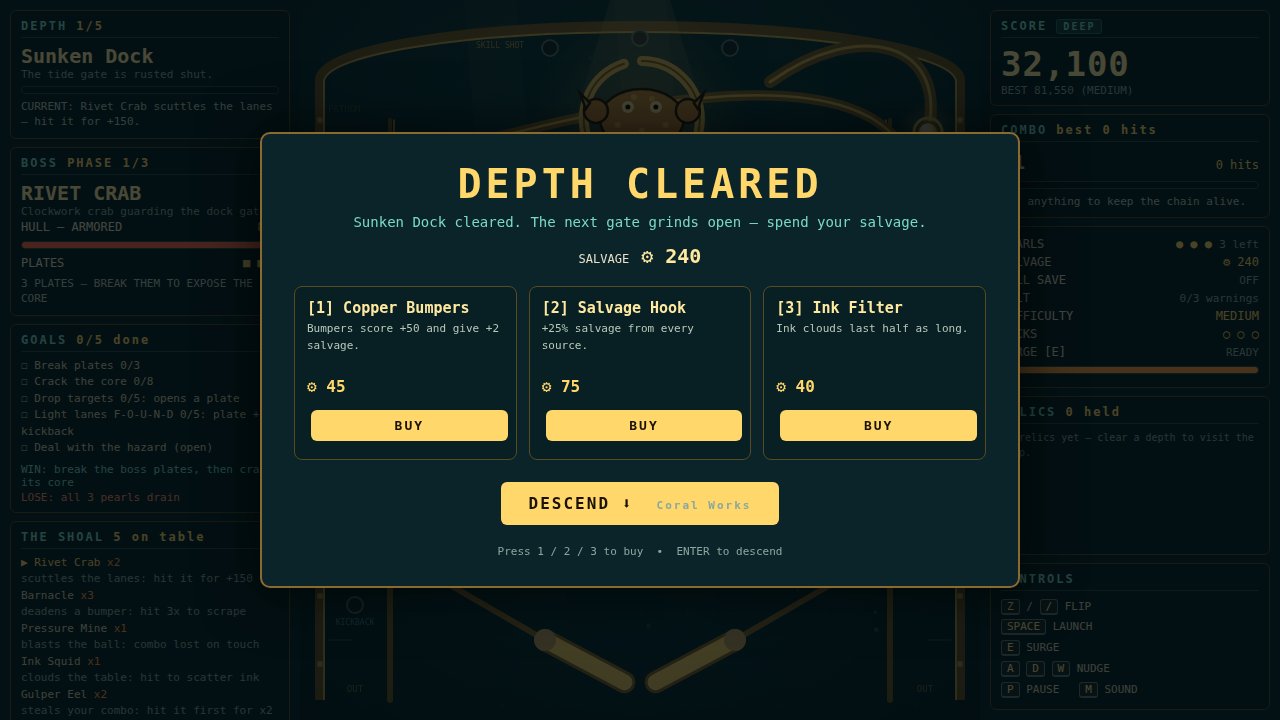 DEPTH 1/5
Sunken Dock
The tide gate is rusted shut.
CURRENT: Rivet Crab scuttles the lanes
— hit it for +150.
BOSS PHASE 1/3
RIVET CRAB
Clockwork crab guarding the dock gat
HULL — ARMORED
PLATES
3 PLATES — BREAK THEM TO EXPOSE THE
CORE
GOALS 0/5 done
☐ Break plates 0/3
☐ Crack the core 0/8
☐ Drop targets 0/5: opens a plate
☐ Light lanes F-O-U-N-D 0/5: plate +
kickback
☐ Deal with the hazard (open)
WIN: break the boss plates, then cra
its core
LOSE: all 3 pearls drain
THE SHOAL 5 on table
▶ Rivet Crab x2
scuttles the lanes: hit it for +150
Barnacle x3
deadens a bumper: hit 3x to scrape
Pressure Mine x1
blasts the ball: combo lost on touch
Ink Squid x1
clouds the table: hit to scatter ink
Gulper Eel x2
steals your combo: hit it first for x2
SKILL SHOT
FATHOM
DEPTH CLEARED
Sunken Dock cleared. The next gate grinds open — spend your salvage.
SALVAGE ⚙ 240
[1] Copper Bumpers
Bumpers score +50 and give +2
salvage.
⚙ 45
BUY
[2] Salvage Hook
+25% salvage from every
source.
⚙ 75
BUY
[3] Ink Filter
Ink clouds last half as long.
⚙ 40
BUY
DESCEND ⬇ Coral Works
Press 1 / 2 / 3 to buy • ENTER to descend
KICKBACK
OUT
OUT
SCORE DEEP
32,100
BEST 81,550 (MEDIUM)
COMBO best 0 hits
0 hits
anything to keep the chain alive.
ARLS ● ● ● 3 left
LVAGE ⚙ 240
LL SAVE OFF
LT 0/3 warnings
FFICULTY MEDIUM
CKS ○ ○ ○
RGE [E] READY
LICS 0 held
relics yet — clear a depth to visit the
p.
NTROLS
Z / / FLIP
SPACE LAUNCH
E SURGE
A D W NUDGE
P PAUSE M SOUND